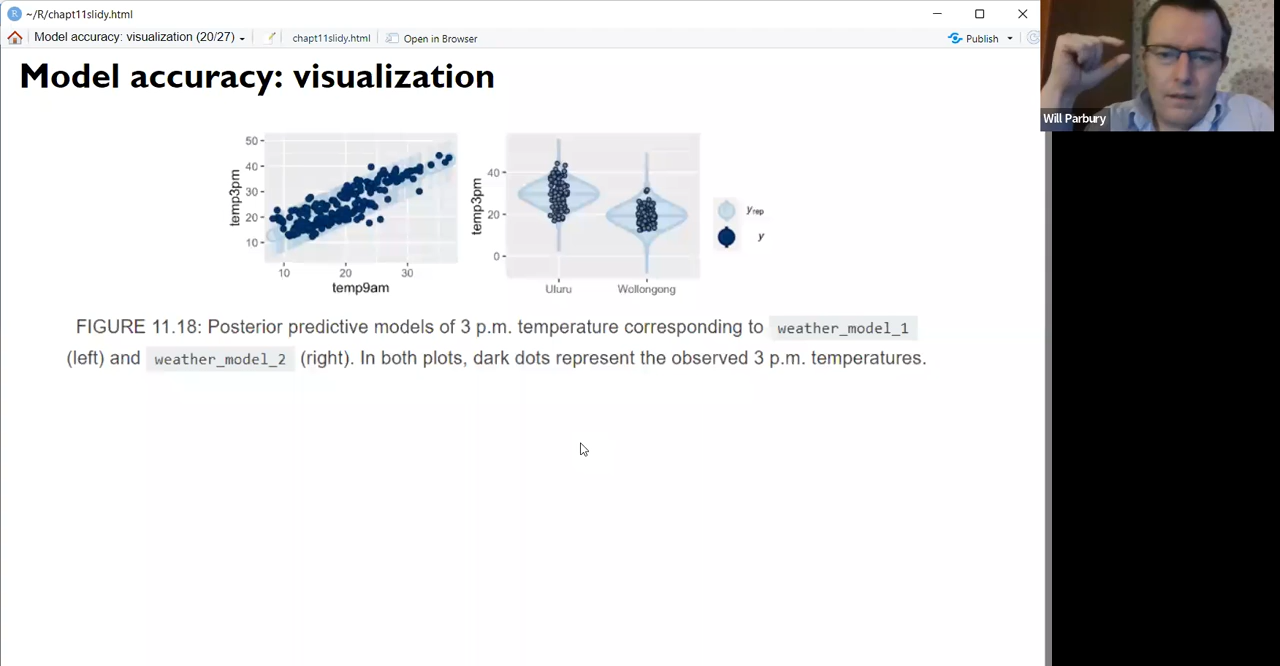 ~/R/chapt11slidy.html
Model accuracy: visualization (20/27)
chapt11slidy.html
Open in Browser
Publish
Will Parbury
Model accuracy: visualization
50
40
30
20
10
temp3pm
10
20
30
temp9am
40
20
0
temp3pm
Uluru
Wollongong
yrep
y
FIGURE 11.18: Posterior predictive models of 3 p.m. temperature corresponding to weather_model_1
(left) and weather_model_2 (right). In both plots, dark dots represent the observed 3 p.m. temperatures.